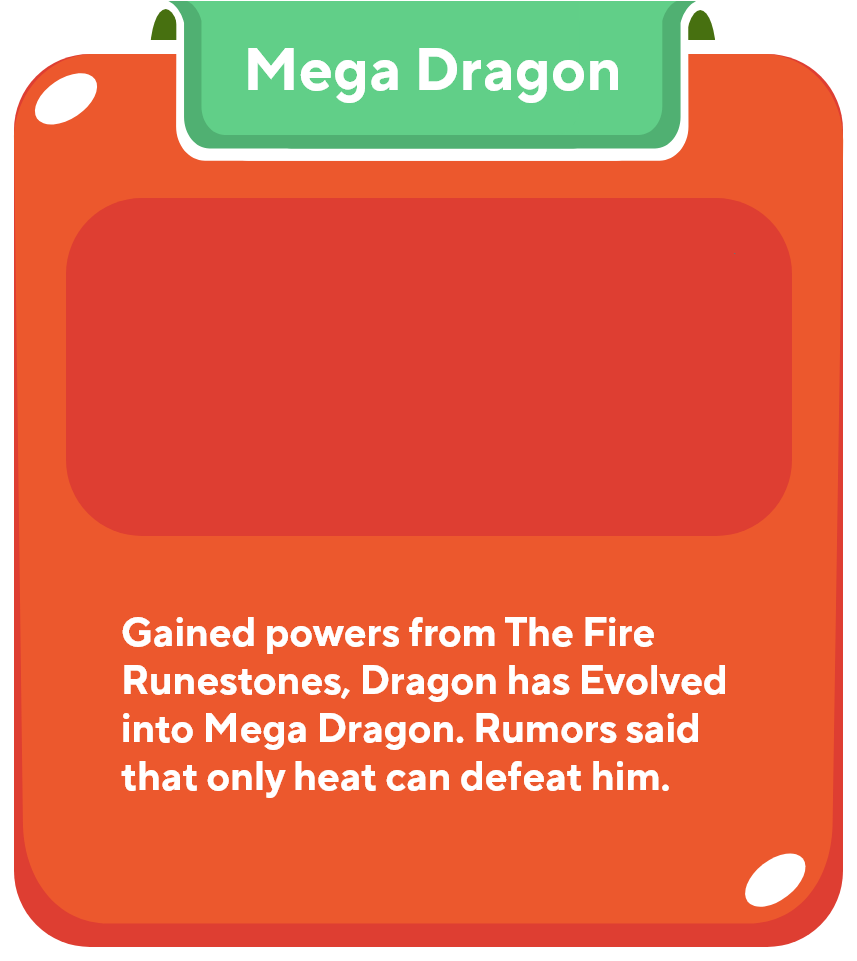 Mega Dragon
Gained powers from The Fire
Runestones, Dragon has Evolved
into Mega Dragon. Rumors said
that only heat can defeat him.